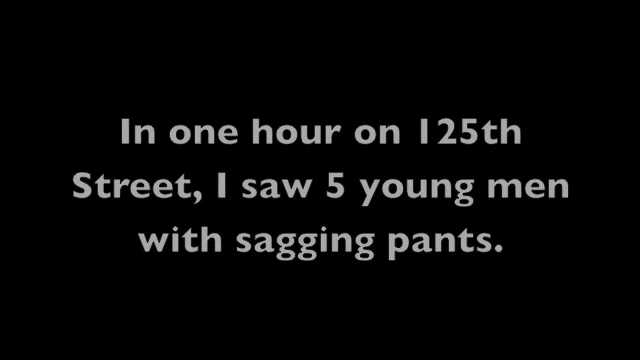 In one hour on 125th
Street, I saw 5 young men
with sagging pants.